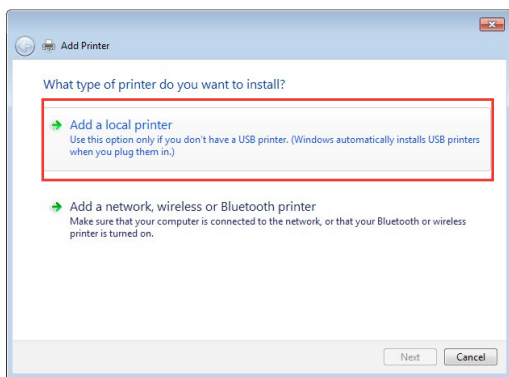 Add Printer
What type of printer do you want to install?
Add a local printer
Use this option only if you don't have a USB printer. (Windows automatically installs USB printers
when you plug them in.)
Add a network, wireless or Bluetooth printer
Make sure that your computer is connected to the network, or that your Bluetooth or wireless
printer is turned on.
Next Cancel